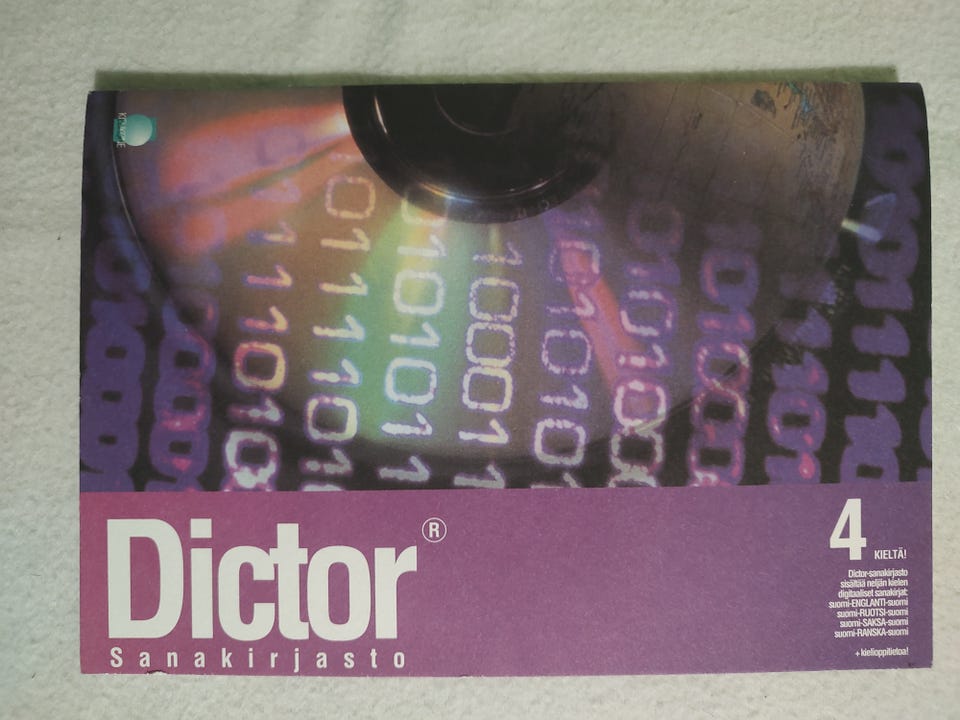 Dictor®
Sanakirjasto
4 KIELTÄ!
Dictor-sanakirjasto
sisältää neljän kielen
digitaaliset sanakirjat:
suomi-ENGLANTI-suomi
suomi-RUOTSI-suomi
suomi-SAKSA-suomi
suomi-RANSKA-suomi
+ kielioppitietoa!